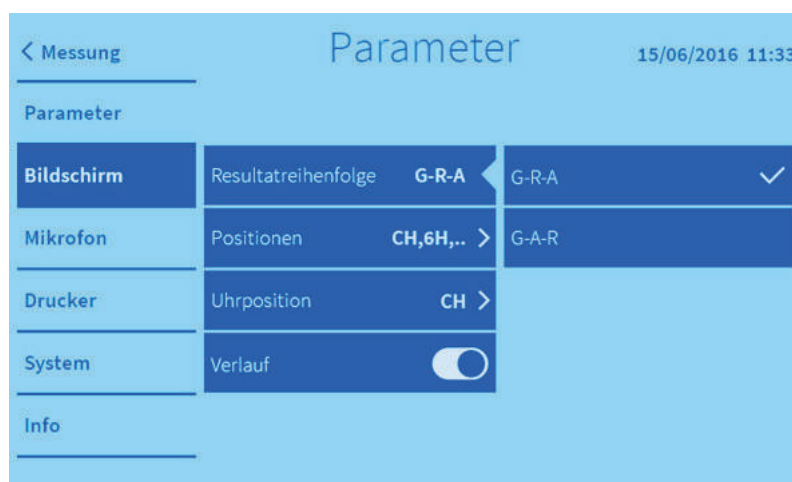 < Messung
Parameter
15/06/2016 11:33
Parameter
Bildschirm
Resultatreihenfolge G-R-A
G-R-A
Mikrofon
Positionen CH,6H,.. >
G-A-R
Drucker
Uhrposition CH >
System
Verlauf
Info